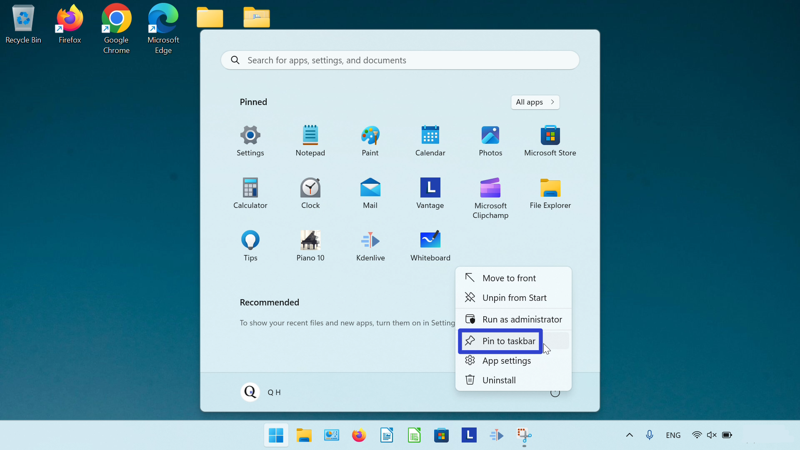 Recycle Bin
Firefox
Google
Chrome
Microsoft
Edge
Search for apps, settings, and documents
Pinned
All apps
Settings
Notepad
Paint
Calendar
Photos
Microsoft Store
Calculator
Clock
Mail
Vantage
Microsoft
Clipchamp
File Explorer
Tips
Piano 10
Kdenlive
Whiteboard
Move to front
Unpin from Start
Run as administrator
Pin to taskbar
App settings
Uninstall
Recommended
To show your recent files and new apps, turn them on in Setting
Q
Q H
ENG